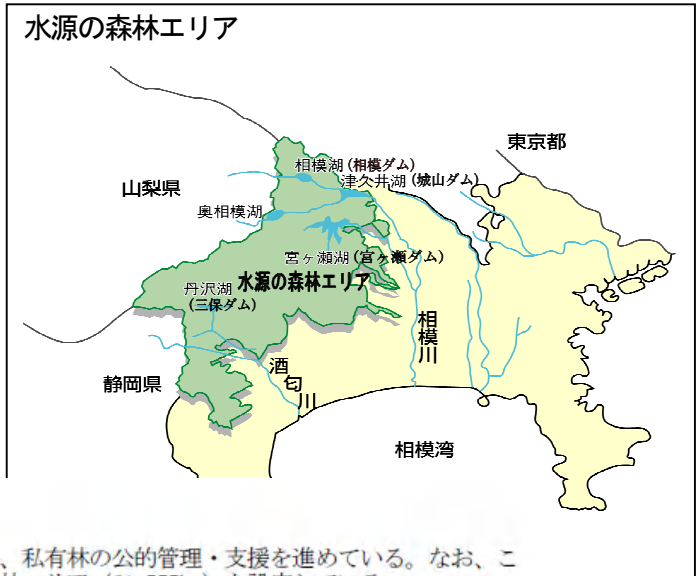 水源の森林エリア
東京都
相模湖(相模ダム)
津久井湖(城山ダム)
山梨県
奥相模湖
宮ヶ瀬湖(宮ヶ瀬ダム)
水源の森林エリア
丹沢湖
(三保ダム)
相模川
酒匂川
静岡県
相模湾
、私有林の公的管理・支援を進めている。なお、こ